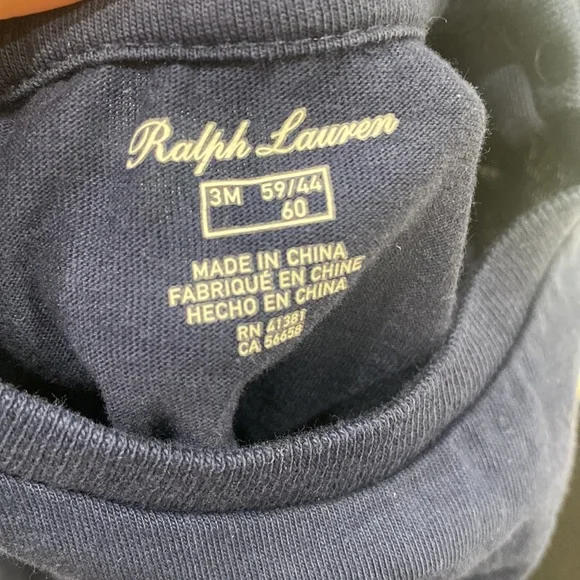 Ralph Lauren
3M 59/44
60
MADE IN CHINA
FABRIQUÉ EN CHINE
HECHO EN CHINA
RN 41381
CA 56658